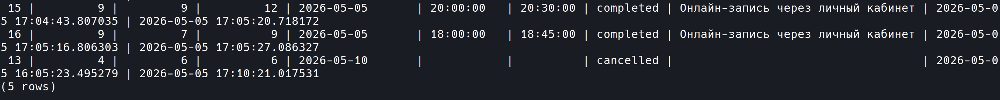 15 | 9 | 9 | 12 | 2026-05-05 | 20:00:00 | 20:30:00 | completed | Онлайн-запись через личный кабинет | 2026-05-0
5 17:04:43.807035 | 2026-05-05 17:05:20.718172
16 | 9 | 7 | 9 | 2026-05-05 | 18:00:00 | 18:45:00 | completed | Онлайн-запись через личный кабинет | 2026-05-0
5 17:05:16.806303 | 2026-05-05 17:05:27.086327
13 | 4 | 6 | 6 | 2026-05-10 | | | cancelled | | 2026-05-0
5 16:05:23.495279 | 2026-05-05 17:10:21.017531
(5 rows)